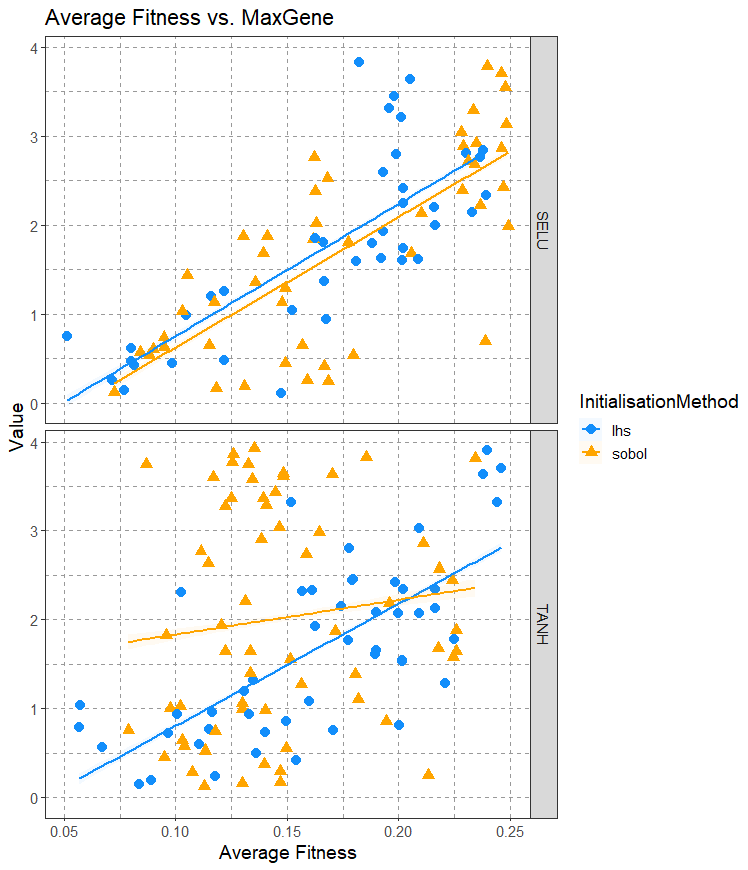 Average Fitness vs. MaxGene
4
3
2
1
0
SELU
Value
4
3
2
1
0
TANH
0.05 0.10 0.15 0.20 0.25
Average Fitness
InitialisationMethod
lhs
sobol